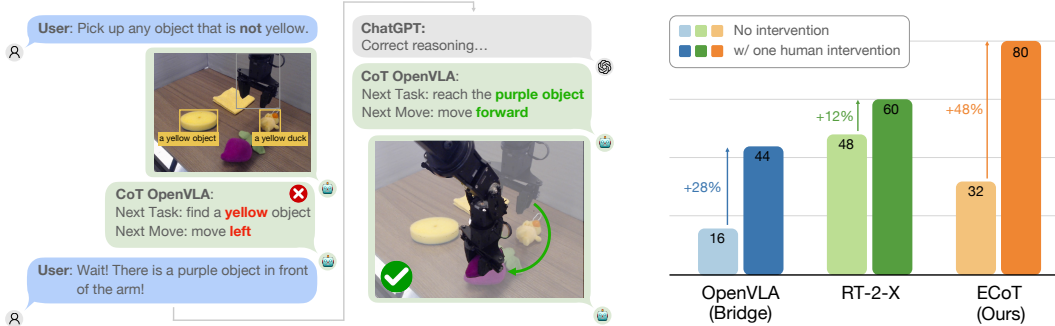 User: Pick up any object that is not yellow.
a yellow object
a yellow duck
CoT OpenVLA:
Next Task: find a yellow object
Next Move: move left
User: Wait! There is a purple object in front
of the arm!
ChatGPT:
Correct reasoning…
CoT OpenVLA:
Next Task: reach the purple object
Next Move: move forward
No intervention
w/ one human intervention
+28%
16
44
+12%
48
60
+48%
32
80
OpenVLA
(Bridge)
RT-2-X
ECoT
(Ours)